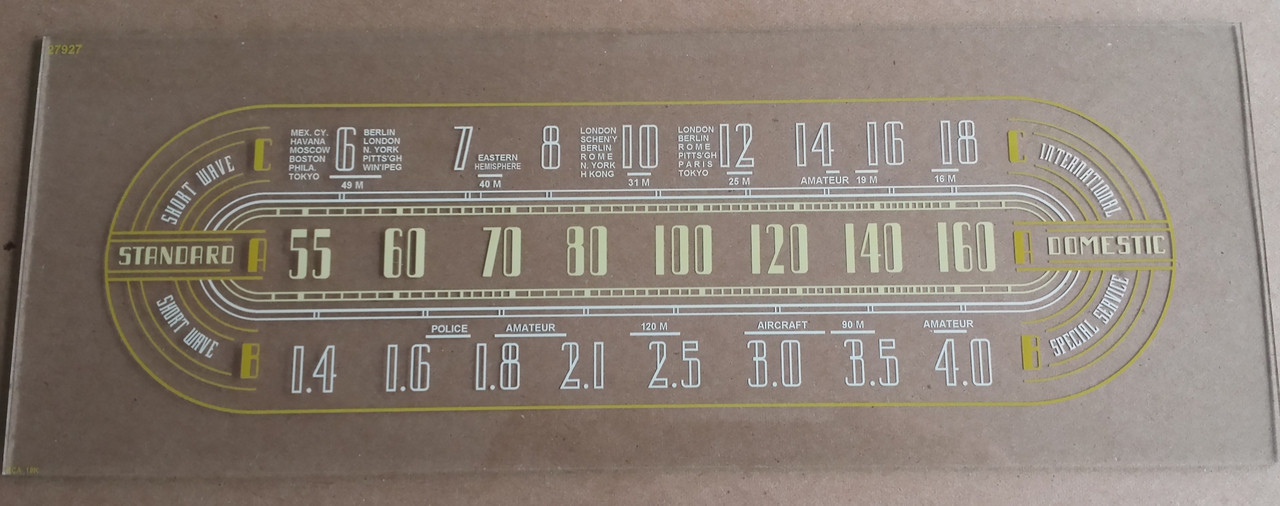 27927
MEX. CY.
HAVANA
MOSCOW
BOSTON
PHILA.
TOKYO
6
BERLIN
LONDON
N. YORK
PITTS'GH
WIN'IPEG
49 M
7
EASTERN
HEMISPHERE
40 M
8
LONDON
SCHEN'Y
BERLIN
ROME
N. YORK
H KONG
10
31 M
LONDON
BERLIN
ROME
PITTS'GH
PARIS
TOKYO
12
25 M
14
AMATEUR
16
19 M
18
16 M
SHORT WAVE C
C INTERNATIONAL
STANDARD A 55 60 70 80 100 120 140 160 A DOMESTIC
SHORT WAVE B
B SPECIAL SERVICE
POLICE AMATEUR 120 M AIRCRAFT 90 M AMATEUR
1.4 1.6 1.8 2.1 2.5 3.0 3.5 4.0